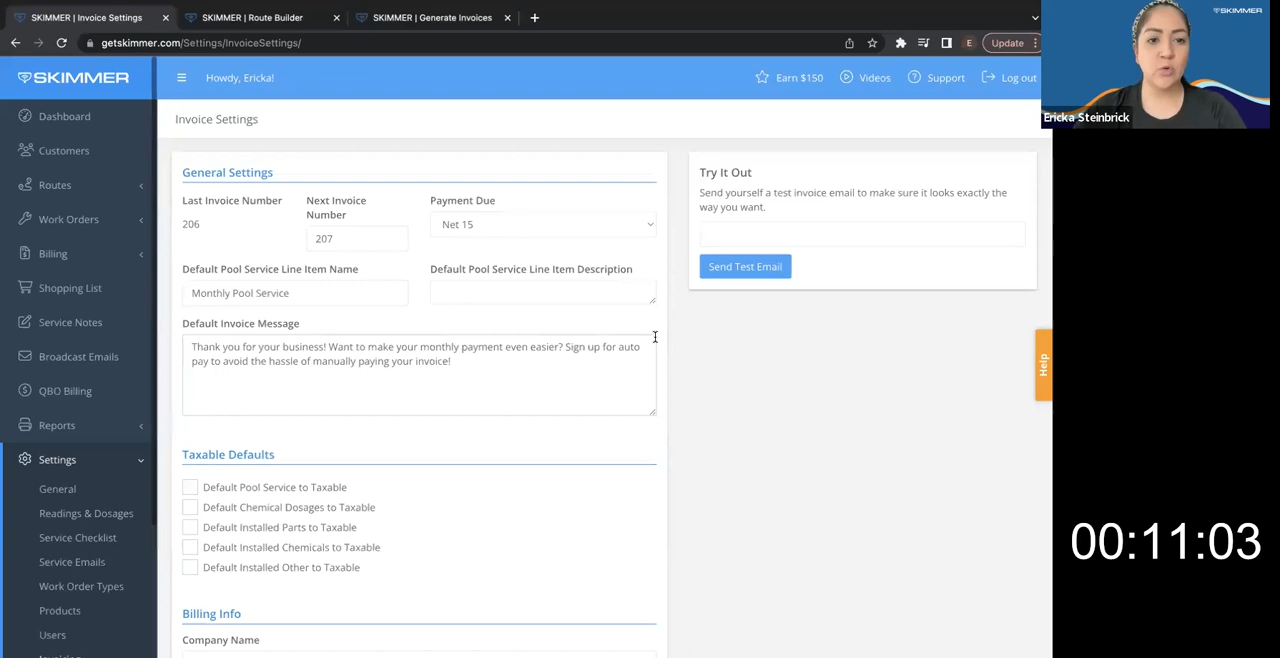 SKIMMER | Invoice Settings
SKIMMER | Route Builder
SKIMMER | Generate Invoices
getskimmer.com/Settings/InvoiceSettings/
E
Update
SKIMMER
Ericka Steinbrick
SKIMMER
Howdy, Ericka!
Earn $150
Videos
Support
Log out
Dashboard
Customers
Routes
Work Orders
Billing
Shopping List
Service Notes
Broadcast Emails
QBO Billing
Reports
Settings
General
Readings & Dosages
Service Checklist
Service Emails
Work Order Types
Products
Users
Invoicing
Invoice Settings
General Settings
Last Invoice Number
206
Next Invoice
Number
207
Payment Due
Net 15
Default Pool Service Line Item Name
Monthly Pool Service
Default Pool Service Line Item Description
Default Invoice Message
Thank you for your business! Want to make your monthly payment even easier? Sign up for auto
pay to avoid the hassle of manually paying your invoice!
Taxable Defaults
Default Pool Service to Taxable
Default Chemical Dosages to Taxable
Default Installed Parts to Taxable
Default Installed Chemicals to Taxable
Default Installed Other to Taxable
Billing Info
Company Name
Try It Out
Send yourself a test invoice email to make sure it looks exactly the
way you want.
Send Test Email
Help
00:11:03